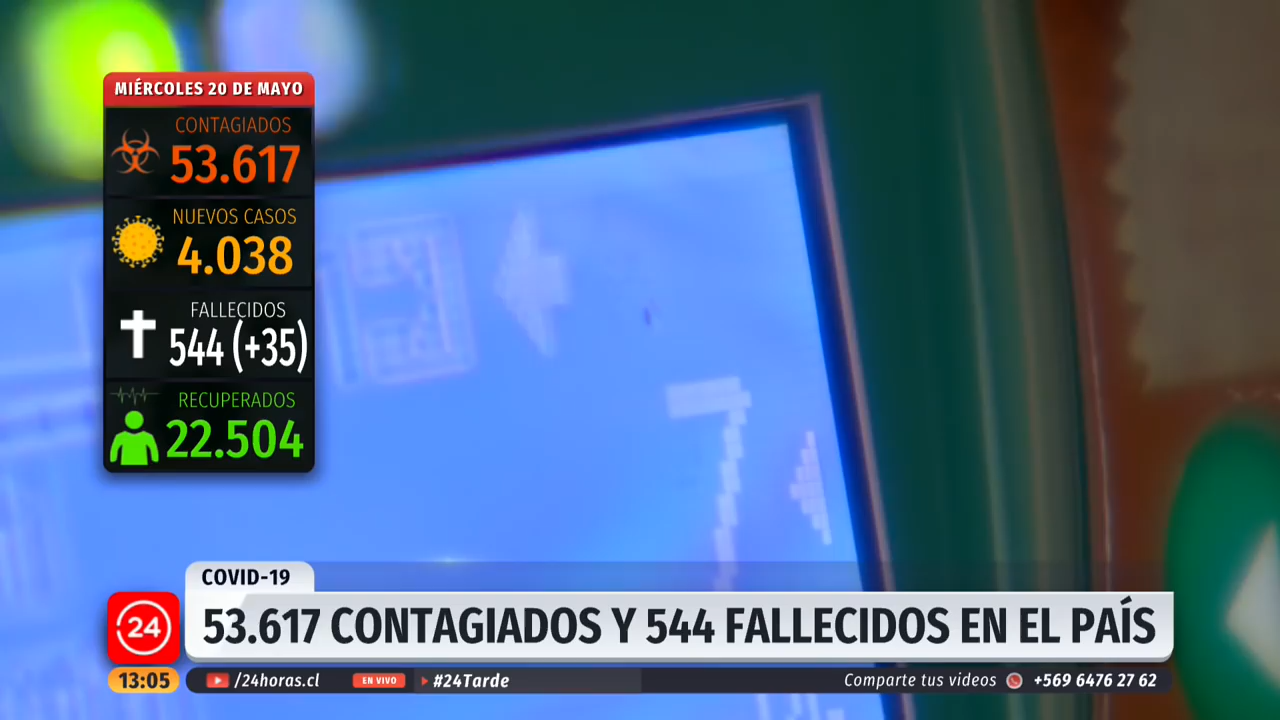 MIÉRCOLES 20 DE MAYO
CONTAGIADOS
53.617
NUEVOS CASOS
4.038
FALLECIDOS
544 (+35)
RECUPERADOS
22.504
7
COVID-19
24
53.617 CONTAGIADOS Y 544 FALLECIDOS EN EL PAÍS
13:05
/24horas.cl
EN VIVO
#24Tarde
Comparte tus videos
+569 6476 27 62